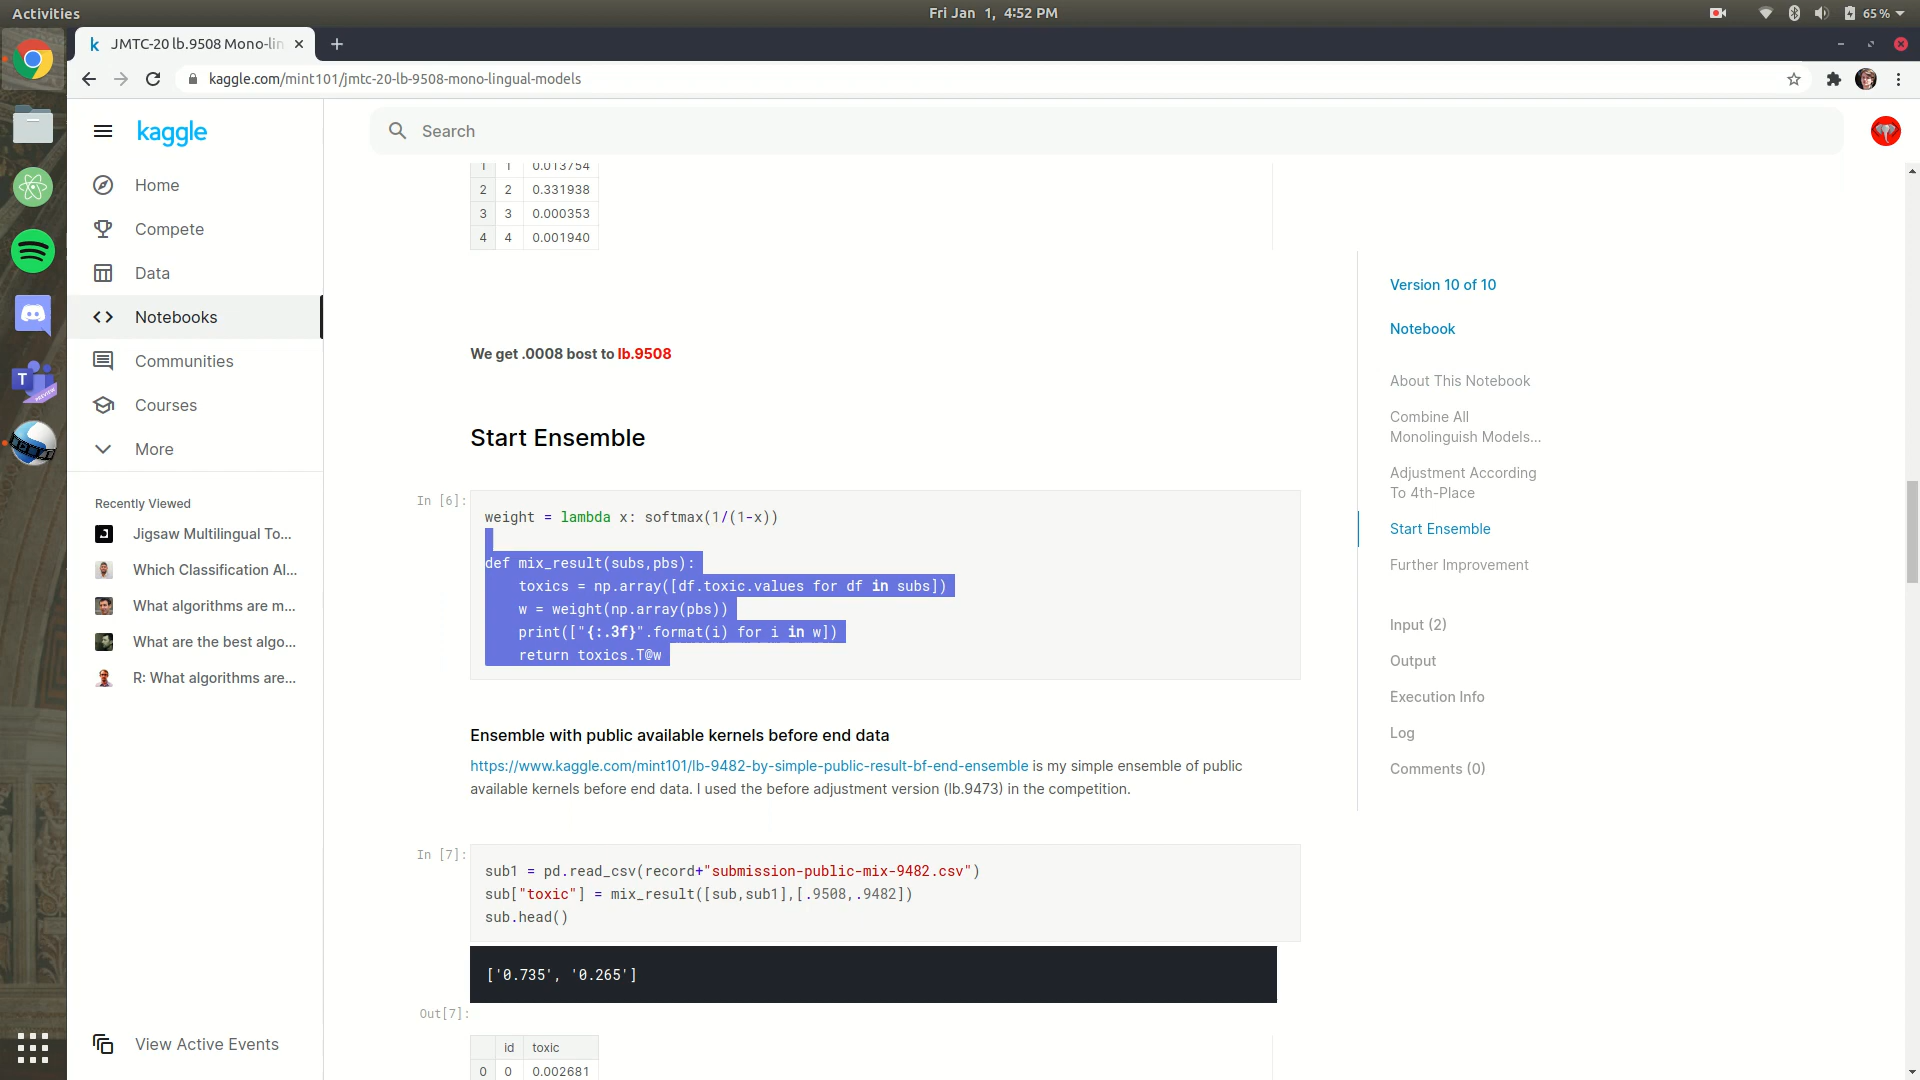 Activities
Fri Jan 1, 4:52 PM
65%
JMTC-20 lb.9508 Mono-lin
kaggle.com/mint101/jmtc-20-lb-9508-mono-lingual-models
kaggle
Search
Home
Compete
Data
Notebooks
Communities
Courses
More
Recently Viewed
Jigsaw Multilingual To...
Which Classification Al...
What algorithms are m...
What are the best algo...
R: What algorithms are...
View Active Events
1 1 0.013754
2 2 0.331938
3 3 0.000353
4 4 0.001940
We get .0008 bost to lb.9508
Start Ensemble
In [6]:
weight = lambda x: softmax(1/(1-x))
def mix_result(subs,pbs):
toxics = np.array([df.toxic.values for df in subs])
w = weight(np.array(pbs))
print(["{:.3f}".format(i) for i in w])
return toxics.T@w
Ensemble with public available kernels before end data
https://www.kaggle.com/mint101/lb-9482-by-simple-public-result-bf-end-ensemble is my simple ensemble of public
available kernels before end data. I used the before adjustment version (lb.9473) in the competition.
In [7]:
sub1 = pd.read_csv(record+"submission-public-mix-9482.csv")
sub["toxic"] = mix_result([sub,sub1],[.9508,.9482])
sub.head()
['0.735', '0.265']
Out[7]:
id toxic
0 0 0.002681
Version 10 of 10
Notebook
About This Notebook
Combine All
Monolinguish Models...
Adjustment According
To 4th-Place
Start Ensemble
Further Improvement
Input (2)
Output
Execution Info
Log
Comments (0)